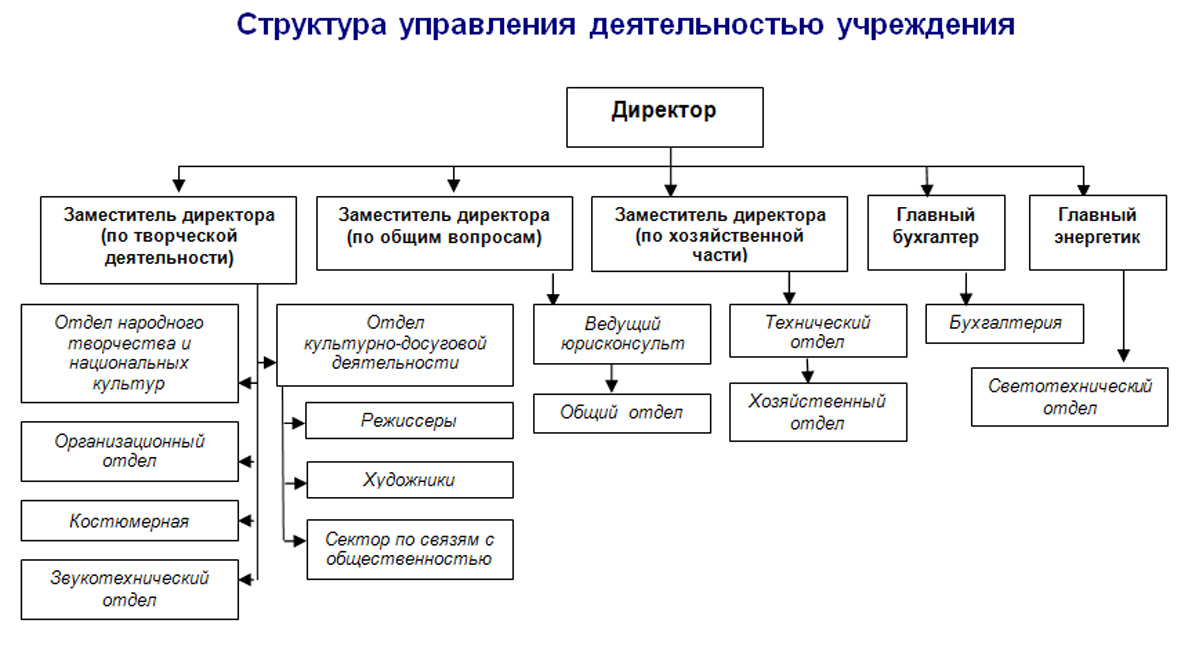 Структура управления деятельностью учреждения
Директор
Заместитель директора
(по творческой
деятельности)
Заместитель директора
(по общим вопросам)
Заместитель директора
(по хозяйственной
части)
Главный
бухгалтер
Главный
энергетик
Отдел народного
творчества и
национальных
культур
Организационный
отдел
Костюмерная
Звукотехнический
отдел
Отдел
культурно-досуговой
деятельности
Режиссеры
Художники
Сектор по связям с
общественностью
Ведущий
юрисконсульт
Общий отдел
Технический
отдел
Хозяйственный
отдел
Бухгалтерия
Светотехнический
отдел